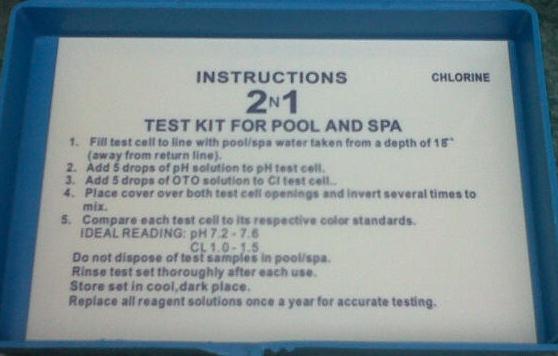 INSTRUCTIONS
CHLORINE
2N1
TEST KIT FOR POOL AND SPA
1. Fill test cell to line with pool/spa water taken from a depth of 18"
(away from return line).
2. Add 5 drops of pH solution to pH test cell.
3. Add 5 drops of OTO solution to Cl test cell..
4. Place cover over both test cell openings and invert several times to
mix.
5. Compare each test cell to its respective color standards.
IDEAL READING: pH 7.2 - 7.6
CL 1.0 - 1.5
Do not dispose of test samples in pool/spa.
Rinse test set thoroughly after each use.
Store set in cool,dark place.
Replace all reagent solutions once a year for accurate testing.